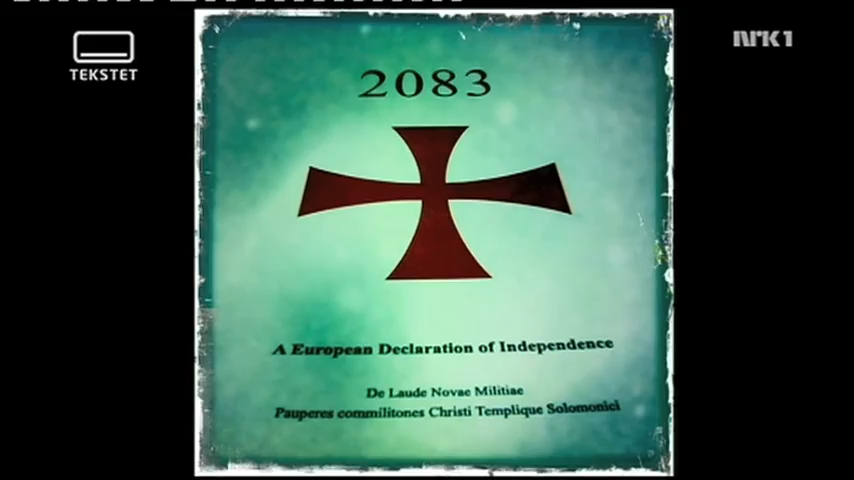 TEKSTET
NRK1
2083
A European Declaration of Independence
De Laude Novae Militiae
Pauperes commilitones Christi Templique Solomonici